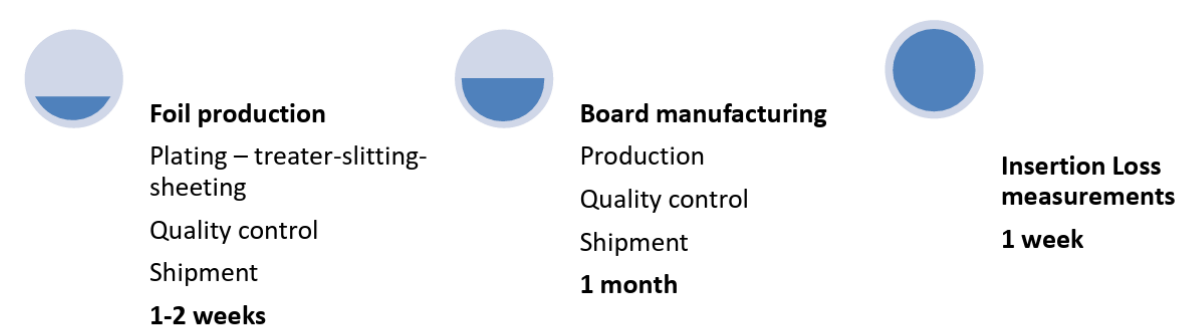 Foil production
Plating – treater-slitting-
sheeting
Quality control
Shipment
1-2 weeks
Board manufacturing
Production
Quality control
Shipment
1 month
Insertion Loss
measurements
1 week